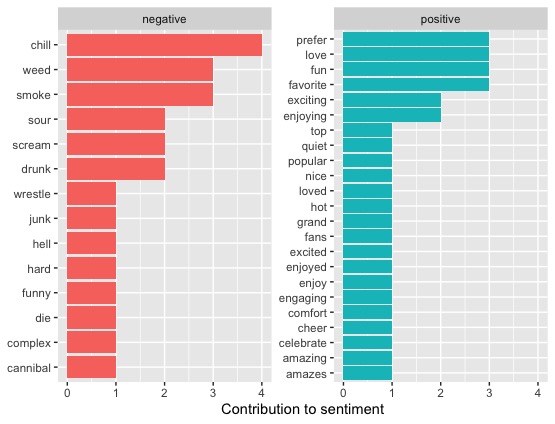 negative
chill
weed
smoke
sour
scream
drunk
wrestle
junk
hell
hard
funny
die
complex
cannibal
0 1 2 3 4
positive
prefer
love
fun
favorite
exciting
enjoying
top
quiet
popular
nice
loved
hot
grand
fans
excited
enjoyed
enjoy
engaging
comfort
cheer
celebrate
amazing
amazes
0 1 2 3 4
Contribution to sentiment